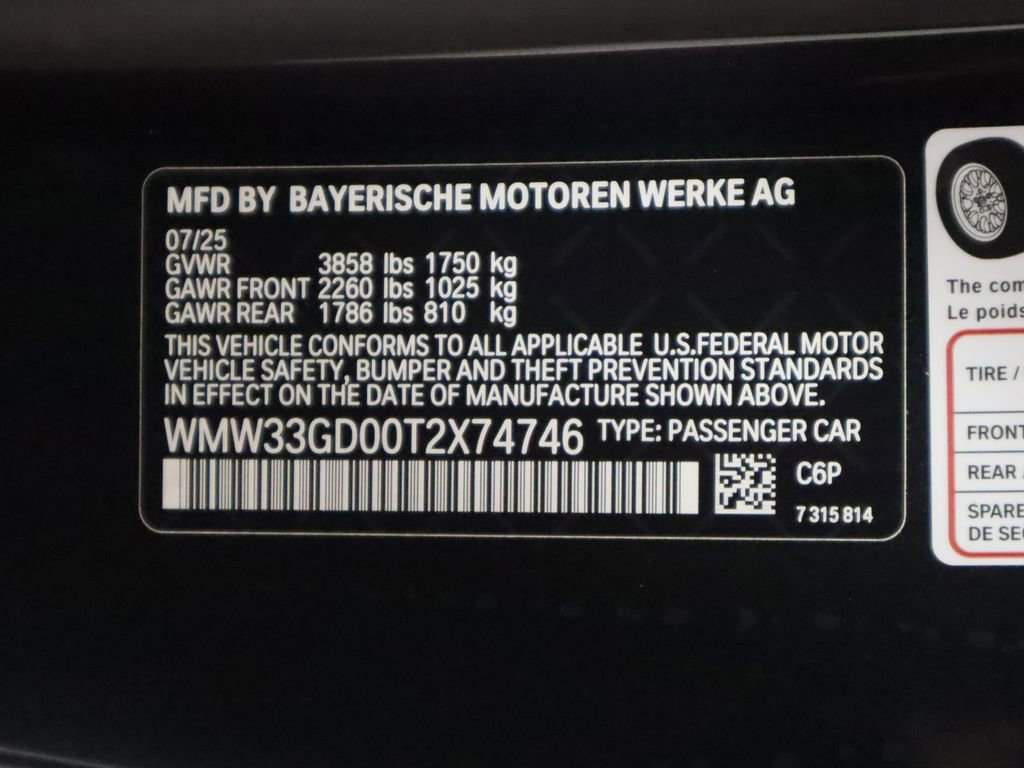 MFD BY BAYERISCHE MOTOREN WERKE AG
07/25
GVWR 3858 lbs 1750 kg
GAWR FRONT 2260 lbs 1025 kg
GAWR REAR 1786 lbs 810 kg
THIS VEHICLE CONFORMS TO ALL APPLICABLE U.S.FEDERAL MOTOR
VEHICLE SAFETY, BUMPER AND THEFT PREVENTION STANDARDS
IN EFFECT ON THE DATE OF MANUFACTURE SHOWN ABOVE.
WMW33GD00T2X74746 TYPE: PASSENGER CAR
C6P
7 315 814
The com
Le poids
TIRE /
FRONT
REAR
SPARE
DE SE